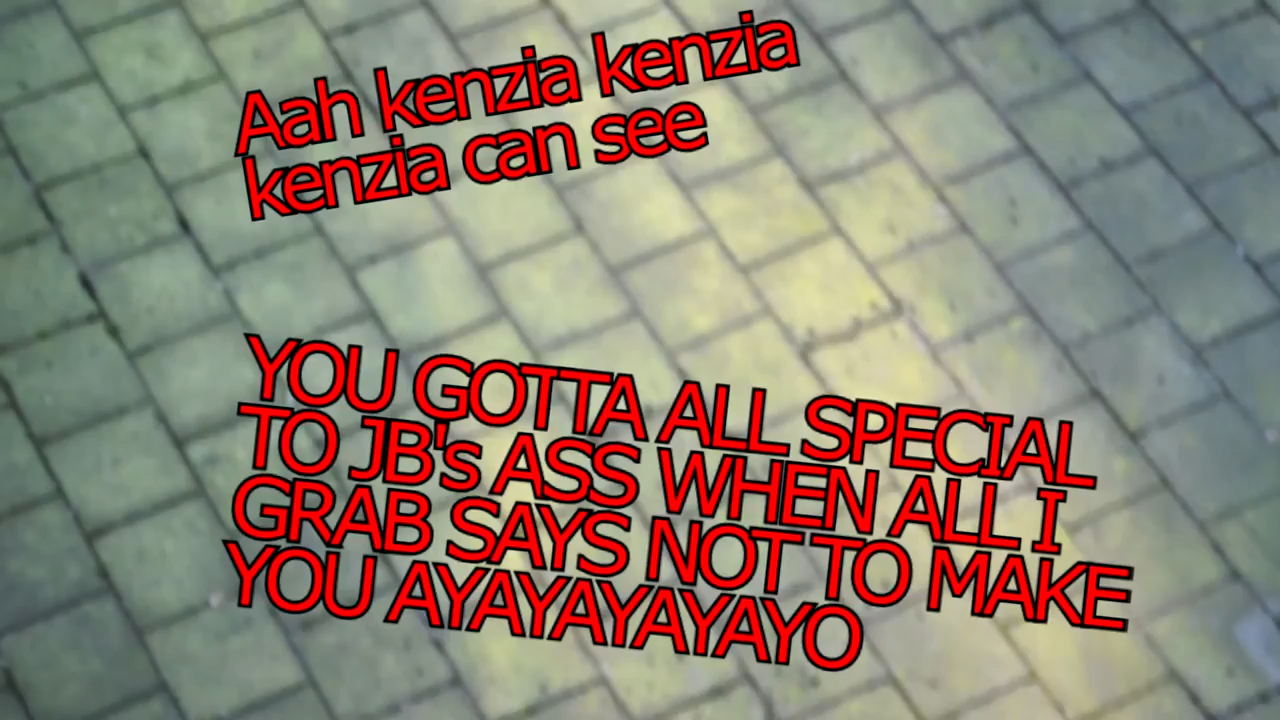 Aah kenzia kenzia
kenzia can see
YOU GOTTA ALL SPECIAL
TO JB's ASS WHEN ALL I
GRAB SAYS NOT TO MAKE
YOU AYAYAYAYAYO